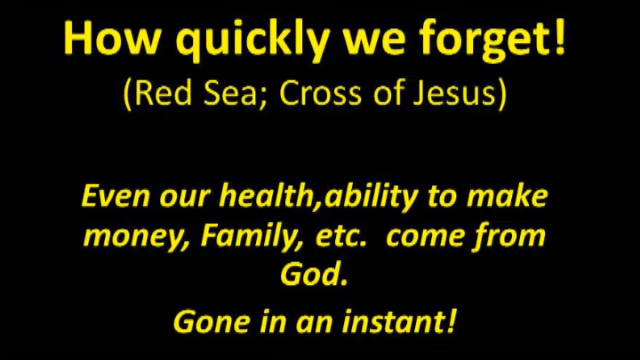 How quickly we forget!
(Red Sea; Cross of Jesus)
Even our health,ability to make
money, Family, etc.  come from
God.
Gone in an instant!